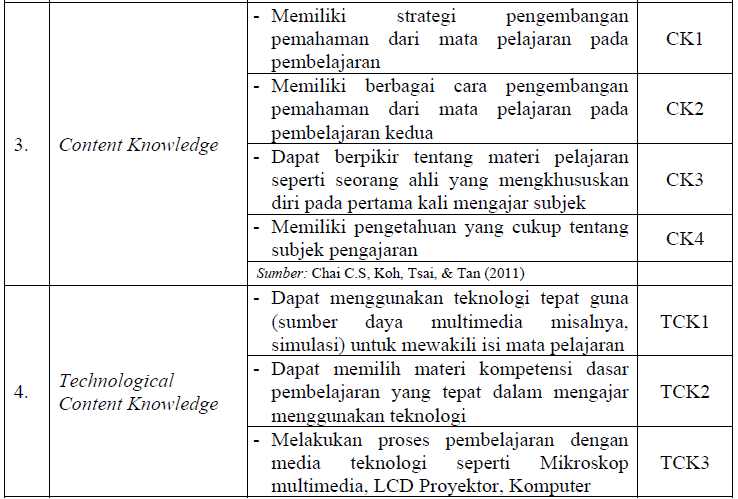 3.
Content Knowledge
- Memiliki strategi pengembangan
pemahaman dari mata pelajaran pada
pembelajaran
CK1
- Memiliki berbagai cara pengembangan
pemahaman dari mata pelajaran pada
pembelajaran kedua
CK2
- Dapat berpikir tentang materi pelajaran
seperti seorang ahli yang mengkhususkan
diri pada pertama kali mengajar subjek
CK3
- Memiliki pengetahuan yang cukup tentang
subjek pengajaran
CK4
Sumber: Chai C.S, Koh, Tsai, & Tan (2011)
4.
Technological
Content Knowledge
- Dapat menggunakan teknologi tepat guna
(sumber daya multimedia misalnya,
simulasi) untuk mewakili isi mata pelajaran
TCK1
- Dapat memilih materi kompetensi dasar
pembelajaran yang tepat dalam mengajar
menggunakan teknologi
TCK2
- Melakukan proses pembelajaran dengan
media teknologi seperti Mikroskop
multimedia, LCD Proyektor, Komputer
TCK3